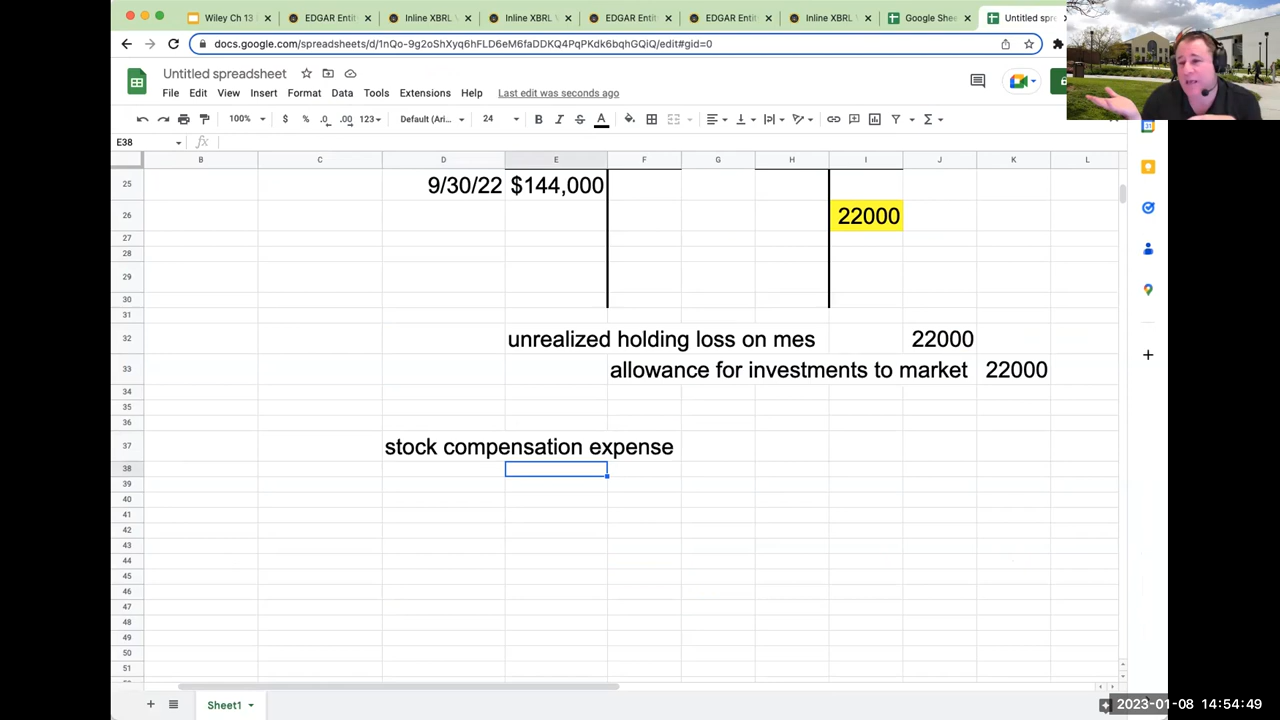 Wiley Ch 13
EDGAR Entit
Inline XBRL V
Inline XBRL V
EDGAR Entit
EDGAR Entit
Inline XBRL V
Google Shee
Untitled spre
docs.google.com/spreadsheets/d/1nQo-9g2oShXyq6hFLD6eM6faDDKQ4PqPKdk6bqhGQiQ/edit#gid=0
Untitled spreadsheet
File Edit View Insert Format Data Tools Extensions Help Last edit was seconds ago
100% $ % .0 .00 123 Default (Ari... 24 B I S A
E38 fx
B C D E F G H I J K L
25 9/30/22 $144,000
26 22000
27
28
29
30
31
32 unrealized holding loss on mes 22000
33 allowance for investments to market 22000
34
35
36
37 stock compensation expense
38
39
40
41
42
43
44
45
46
47
48
49
50
51
Sheet1
2023-01-08 14:54:49